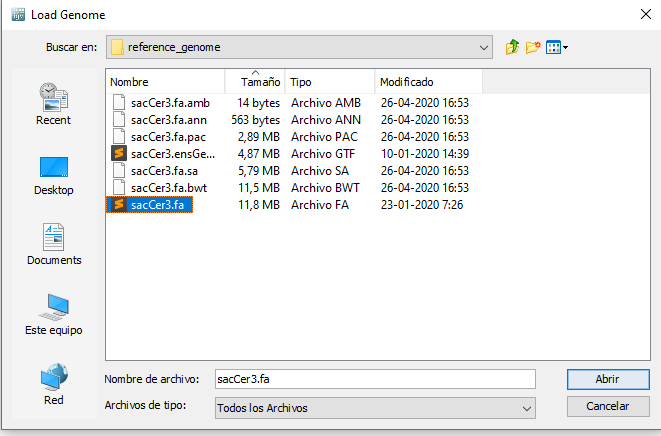 Load Genome
Buscar en: reference_genome
Recent
Desktop
Documents
Este equipo
Red
Nombre Tamaño Tipo Modificado
sacCer3.fa.amb 14 bytes Archivo AMB 26-04-2020 16:53
sacCer3.fa.ann 563 bytes Archivo ANN 26-04-2020 16:53
sacCer3.fa.pac 2,89 MB Archivo PAC 26-04-2020 16:53
sacCer3.ensGe... 4,87 MB Archivo GTF 10-01-2020 14:39
sacCer3.fa.sa 5,79 MB Archivo SA 26-04-2020 16:53
sacCer3.fa.bwt 11,5 MB Archivo BWT 26-04-2020 16:53
sacCer3.fa 11,8 MB Archivo FA 23-01-2020 7:26
Nombre de archivo: sacCer3.fa Abrir
Archivos de tipo: Todos los Archivos Cancelar